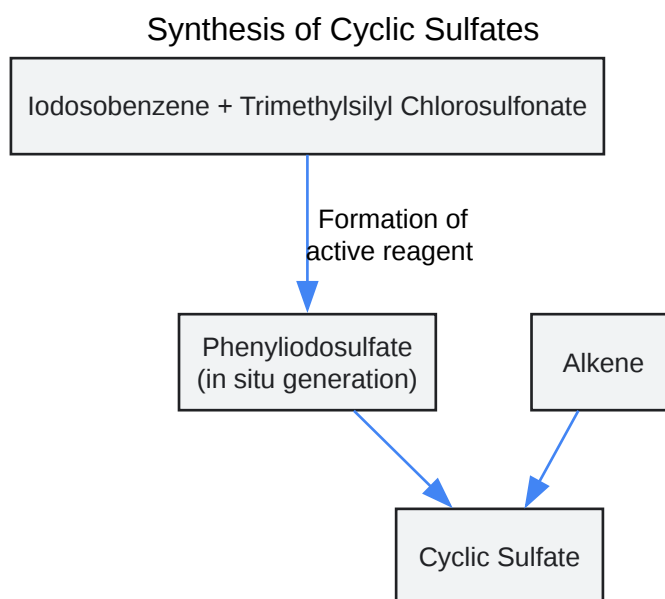 Synthesis of Cyclic Sulfates
Iodosobenzene + Trimethylsilyl Chlorosulfonate
Formation of
active reagent
Phenyliodosulfate
(in situ generation)
Alkene
Cyclic Sulfate